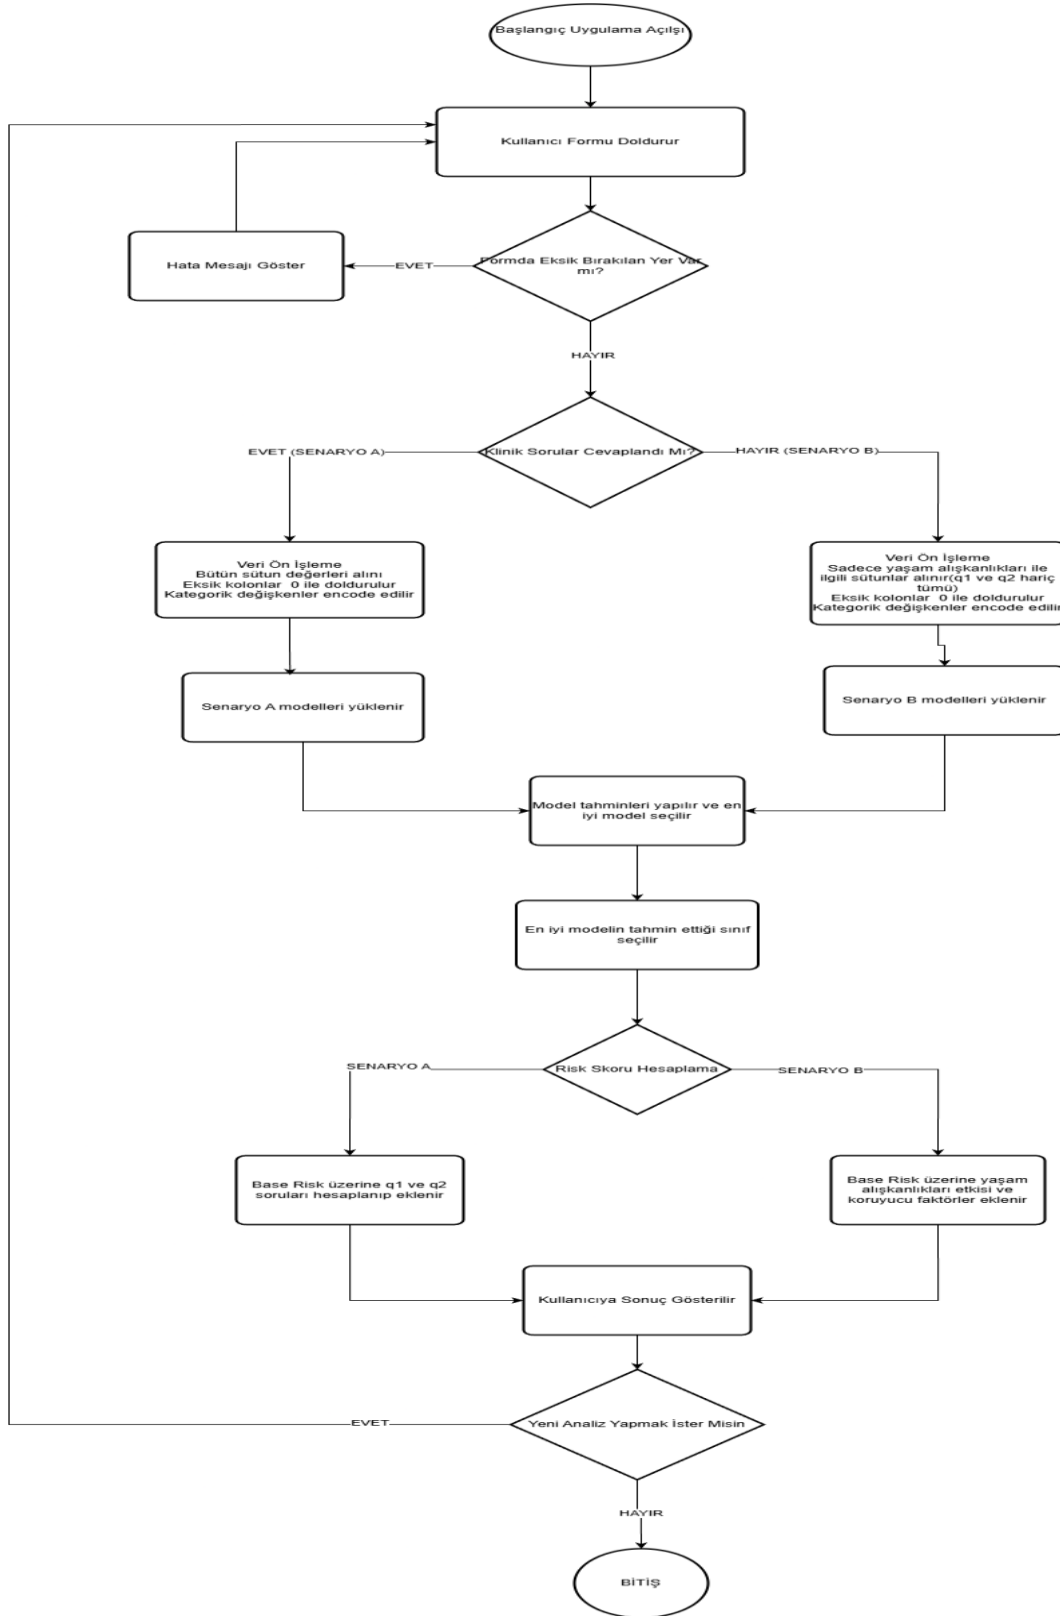 Başlangıç Uygulama Açılşı
Kullanıcı Formu Doldurur
Hata Mesajı Göster
EVET
Formda Eksik Bırakılan Yer Var
mı?
HAYIR
EVET (SENARYO A)
Klinik Sorular Cevaplandı Mı?
HAYIR (SENARYO B)
Veri Ön İşleme
Bütün sütun değerleri alını
Eksik kolonlar 0 ile doldurulur
Kategorik değişkenler encode edilir
Veri Ön İşleme
Sadece yaşam alışkanlıkları ile
ilgili sütunlar alınır(q1 ve q2 hariç
tümü)
Eksik kolonlar 0 ile doldurulur
Kategorik değişkenler encode edilir
Senaryo A modelleri yüklenir
Senaryo B modelleri yüklenir
Model tahminleri yapılır ve en
iyi model seçilir
En iyi modelin tahmin ettiği sınıf
seçilir
SENARYO A
Risk Skoru Hesaplama
SENARYO B
Base Risk üzerine q1 ve q2
soruları hesaplanıp eklenir
Base Risk üzerine yaşam
alışkanlıkları etkisi ve
koruyucu faktörler eklenir
Kullanıcıya Sonuç Gösterilir
EVET
Yeni Analiz Yapmak İster Misin
HAYIR
BİTİŞ